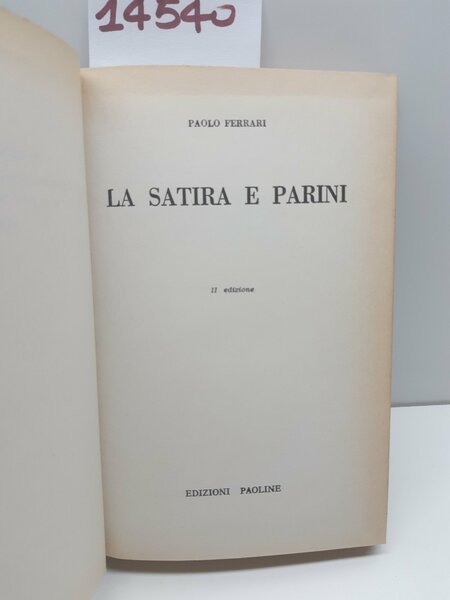 14540
PAOLO FERRARI
LA SATIRA E PARINI
II edizione
EDIZIONI PAOLINE